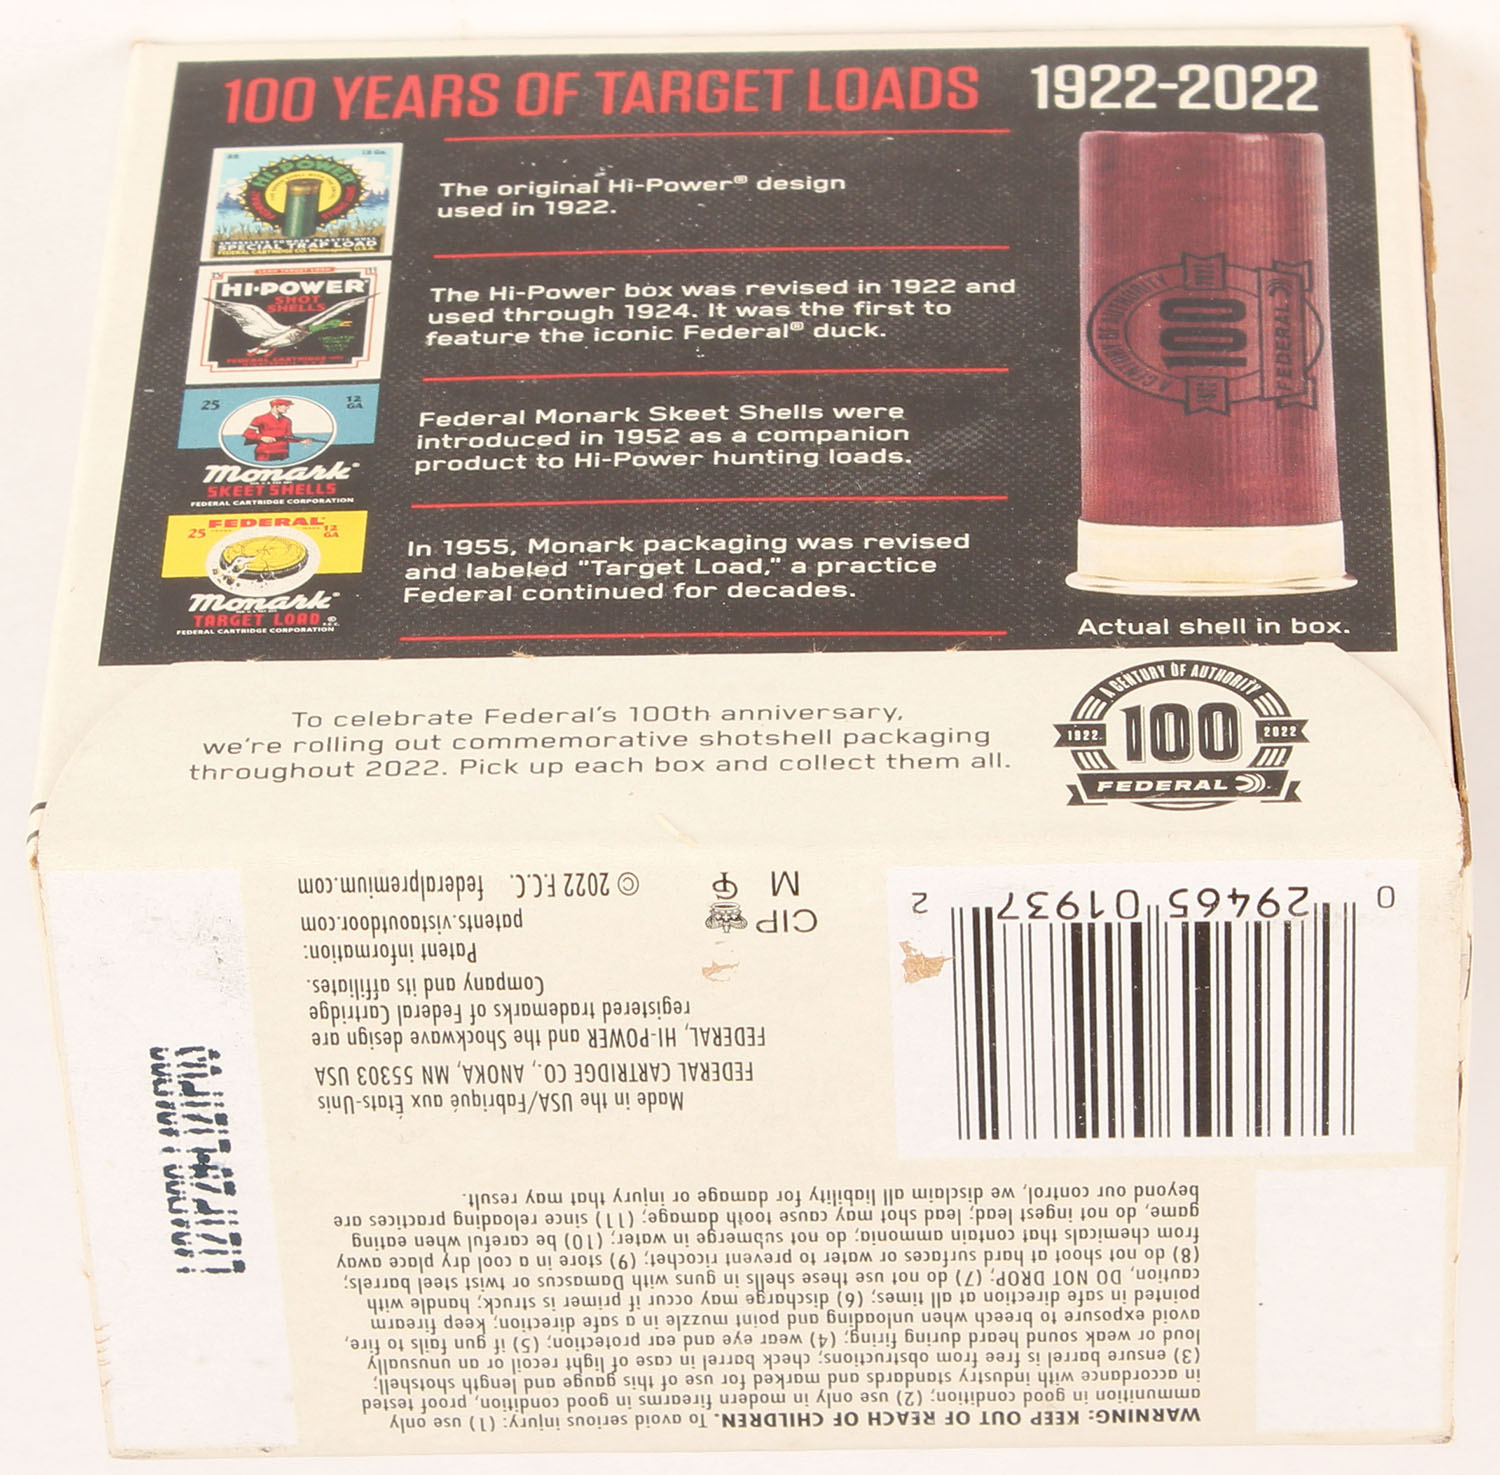 100 YEARS OF TARGET LOADS 1922-2022
HI-POWER
SPECIAL TRAP LOAD
The original Hi-Power® design
used in 1922.
HI-POWER
SHOT
SHELLS
The Hi-Power box was revised in 1922 and
used through 1924. It was the first to
feature the iconic Federal® duck.
25 12
GA
Monark
SKEET SHELLS
FEDERAL CARTRIDGE CORPORATION
Federal Monark Skeet Shells were
introduced in 1952 as a companion
product to Hi-Power hunting loads.
FEDERAL
25 12
GA
Monark
TARGET LOAD
FEDERAL CARTRIDGE CORPORATION
In 1955, Monark packaging was revised
and labeled "Target Load," a practice
Federal continued for decades.
A CENTURY OF AUTHORITY
100
FEDERAL
Actual shell in box.
To celebrate Federal's 100th anniversary,
we're rolling out commemorative shotshell packaging
throughout 2022. Pick up each box and collect them all.
A CENTURY OF AUTHORITY
1922 100 2022
FEDERAL
WARNING: KEEP OUT OF REACH OF CHILDREN. To avoid serious injury: (1) use only
ammunition in good condition; (2) use only in modern firearms in good condition, proof tested
in accordance with industry standards and marked for use of this gauge and length shotshell;
(3) ensure barrel is free from obstructions; check barrel in case of light recoil or an unusually
loud or weak sound heard during firing; (4) wear eye and ear protection; (5) if gun fails to fire,
avoid exposure to breech when unloading and point muzzle in a safe direction; keep firearm
pointed in safe direction at all times; (6) discharge may occur if primer is struck; handle with
caution, DO NOT DROP; (7) do not use these shells in guns with Damascus or twist steel barrels;
(8) do not shoot at hard surfaces or water to prevent ricochet; (9) store in a cool dry place away
from chemicals that contain ammonia; do not submerge in water; (10) be careful when eating
game, do not ingest lead; lead shot may cause tooth damage; (11) since reloading practices are
beyond our control, we disclaim all liability for damage or injury that may result.
Made in the USA/Fabriqué aux États-Unis
FEDERAL CARTRIDGE CO., ANOKA, MN 55303 USA
FEDERAL, HI-POWER and the Shockwave design are
registered trademarks of Federal Cartridge
Company and its affiliates.
Patent information:
patents.vistaoutdoor.com
© 2022 F.C.C. federalpremium.com
CIP
M
0 29465 01937 2